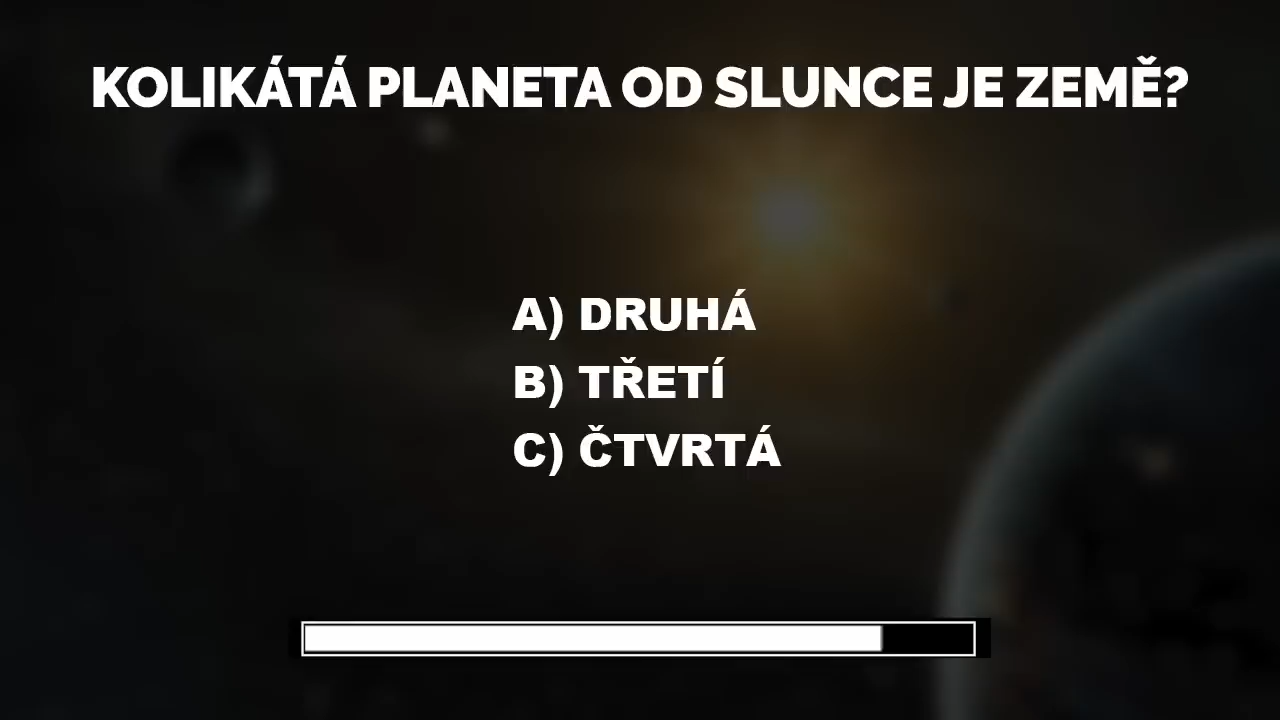 KOLIKÁTÁ PLANETA OD SLUNCE JE ZEMĚ?
A) DRUHÁ
B) TŘETÍ
C) ČTVRTÁ